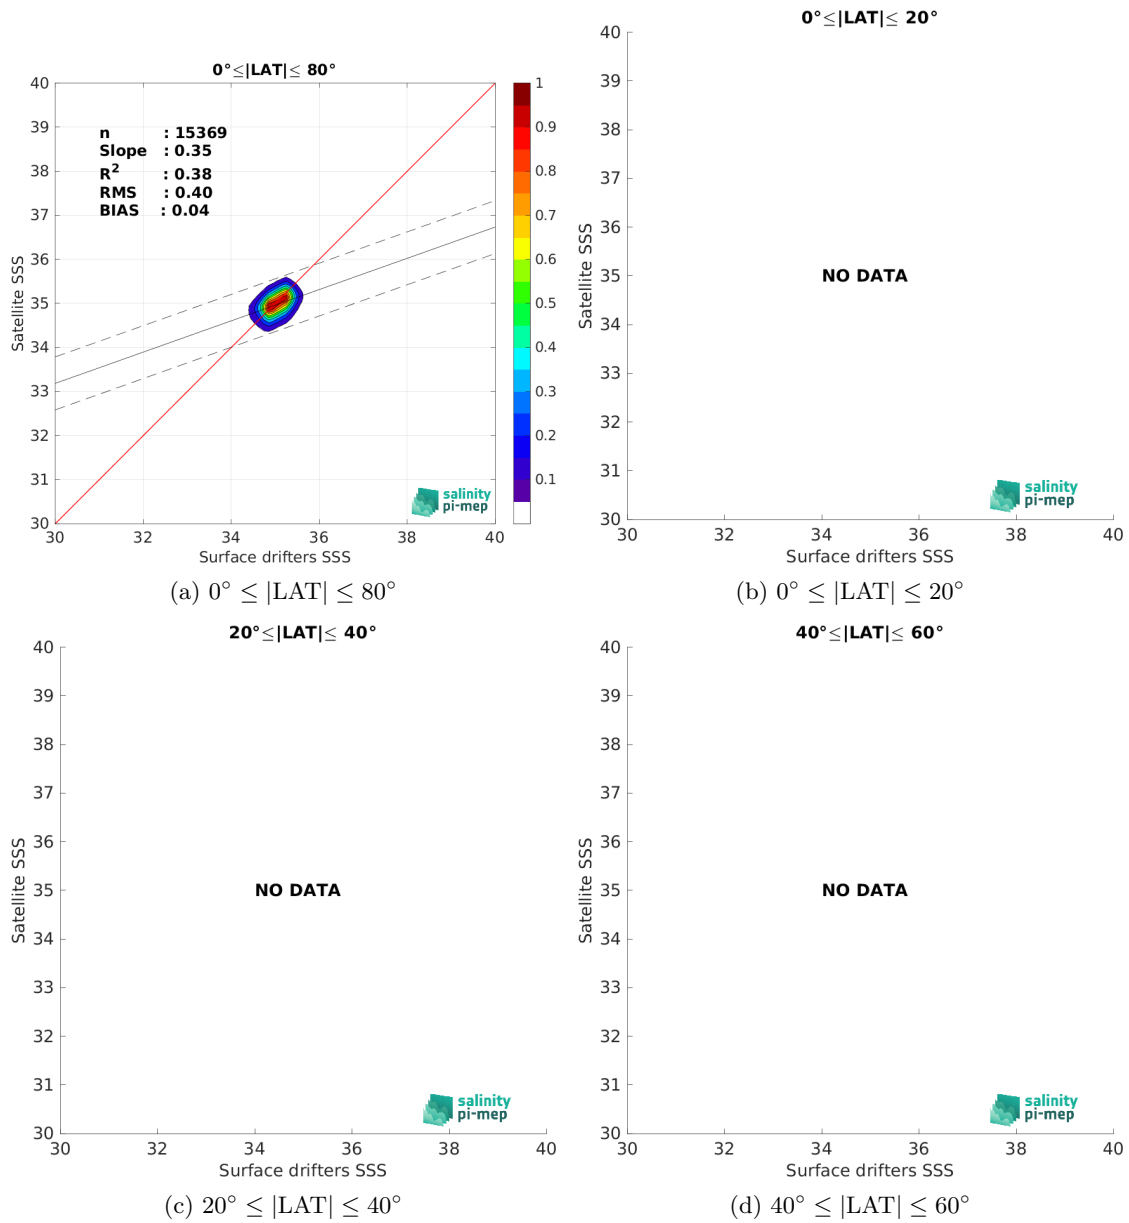 0°≤|LAT|≤ 80°
40
39
38
37
36
35
34
33
32
31
30
Satellite SSS
n : 15369
Slope : 0.35
R² : 0.38
RMS : 0.40
BIAS : 0.04
salinity
pi-mep
30 32 34 36 38 40
Surface drifters SSS
1
0.9
0.8
0.7
0.6
0.5
0.4
0.3
0.2
0.1
(a) 0° ≤ |LAT| ≤ 80°
0°≤|LAT|≤ 20°
40
39
38
37
36
35
34
33
32
31
30
Satellite SSS
NO DATA
salinity
pi-mep
30 32 34 36 38 40
Surface drifters SSS
(b) 0° ≤ |LAT| ≤ 20°
20°≤|LAT|≤ 40°
40
39
38
37
36
35
34
33
32
31
30
Satellite SSS
NO DATA
salinity
pi-mep
30 32 34 36 38 40
Surface drifters SSS
(c) 20° ≤ |LAT| ≤ 40°
40°≤|LAT|≤ 60°
40
39
38
37
36
35
34
33
32
31
30
Satellite SSS
NO DATA
salinity
pi-mep
30 32 34 36 38 40
Surface drifters SSS
(d) 40° ≤ |LAT| ≤ 60°